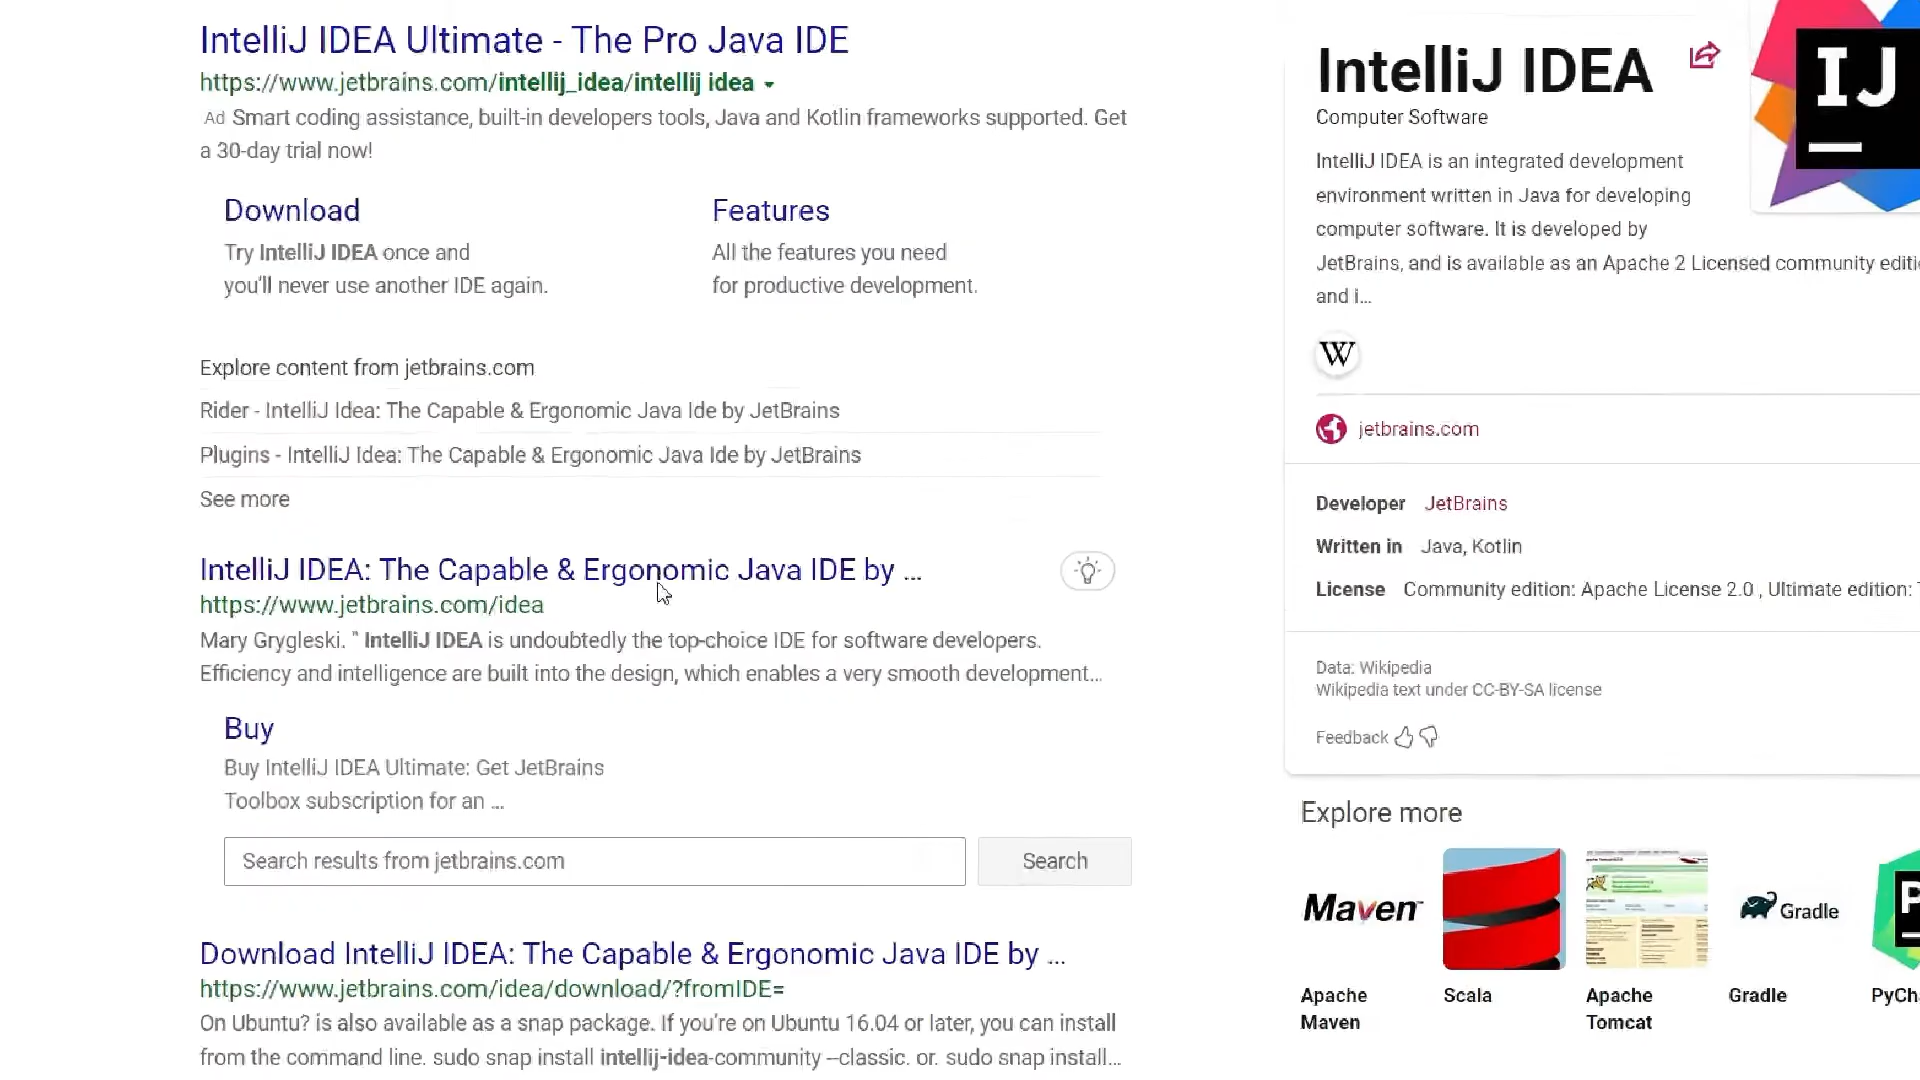 IntelliJ IDEA Ultimate - The Pro Java IDE
https://www.jetbrains.com/intellij_idea/intellij idea
Ad Smart coding assistance, built-in developers tools, Java and Kotlin frameworks supported. Get
a 30-day trial now!
Download
Try IntelliJ IDEA once and
you'll never use another IDE again.
Features
All the features you need
for productive development.
Explore content from jetbrains.com
Rider - IntelliJ Idea: The Capable & Ergonomic Java Ide by JetBrains
Plugins - IntelliJ Idea: The Capable & Ergonomic Java Ide by JetBrains
See more
IntelliJ IDEA: The Capable & Ergonomic Java IDE by ...
https://www.jetbrains.com/idea
Mary Grygleski. " IntelliJ IDEA is undoubtedly the top-choice IDE for software developers.
Efficiency and intelligence are built into the design, which enables a very smooth development...
Buy
Buy IntelliJ IDEA Ultimate: Get JetBrains
Toolbox subscription for an ...
Search results from jetbrains.com
Search
Download IntelliJ IDEA: The Capable & Ergonomic Java IDE by ...
https://www.jetbrains.com/idea/download/?fromIDE=
On Ubuntu? is also available as a snap package. If you're on Ubuntu 16.04 or later, you can install
from the command line. sudo snap install intellij-idea-community --classic. or. sudo snap install...
IntelliJ IDEA
Computer Software
IJ
IntelliJ IDEA is an integrated development
environment written in Java for developing
computer software. It is developed by
JetBrains, and is available as an Apache 2 Licensed community editi
and i...
W
jetbrains.com
Developer JetBrains
Written in Java, Kotlin
License Community edition: Apache License 2.0 , Ultimate edition:
Data: Wikipedia
Wikipedia text under CC-BY-SA license
Feedback
Explore more
Maven
Gradle
P
Apache
Maven
Scala
Apache
Tomcat
Gradle
PyCh